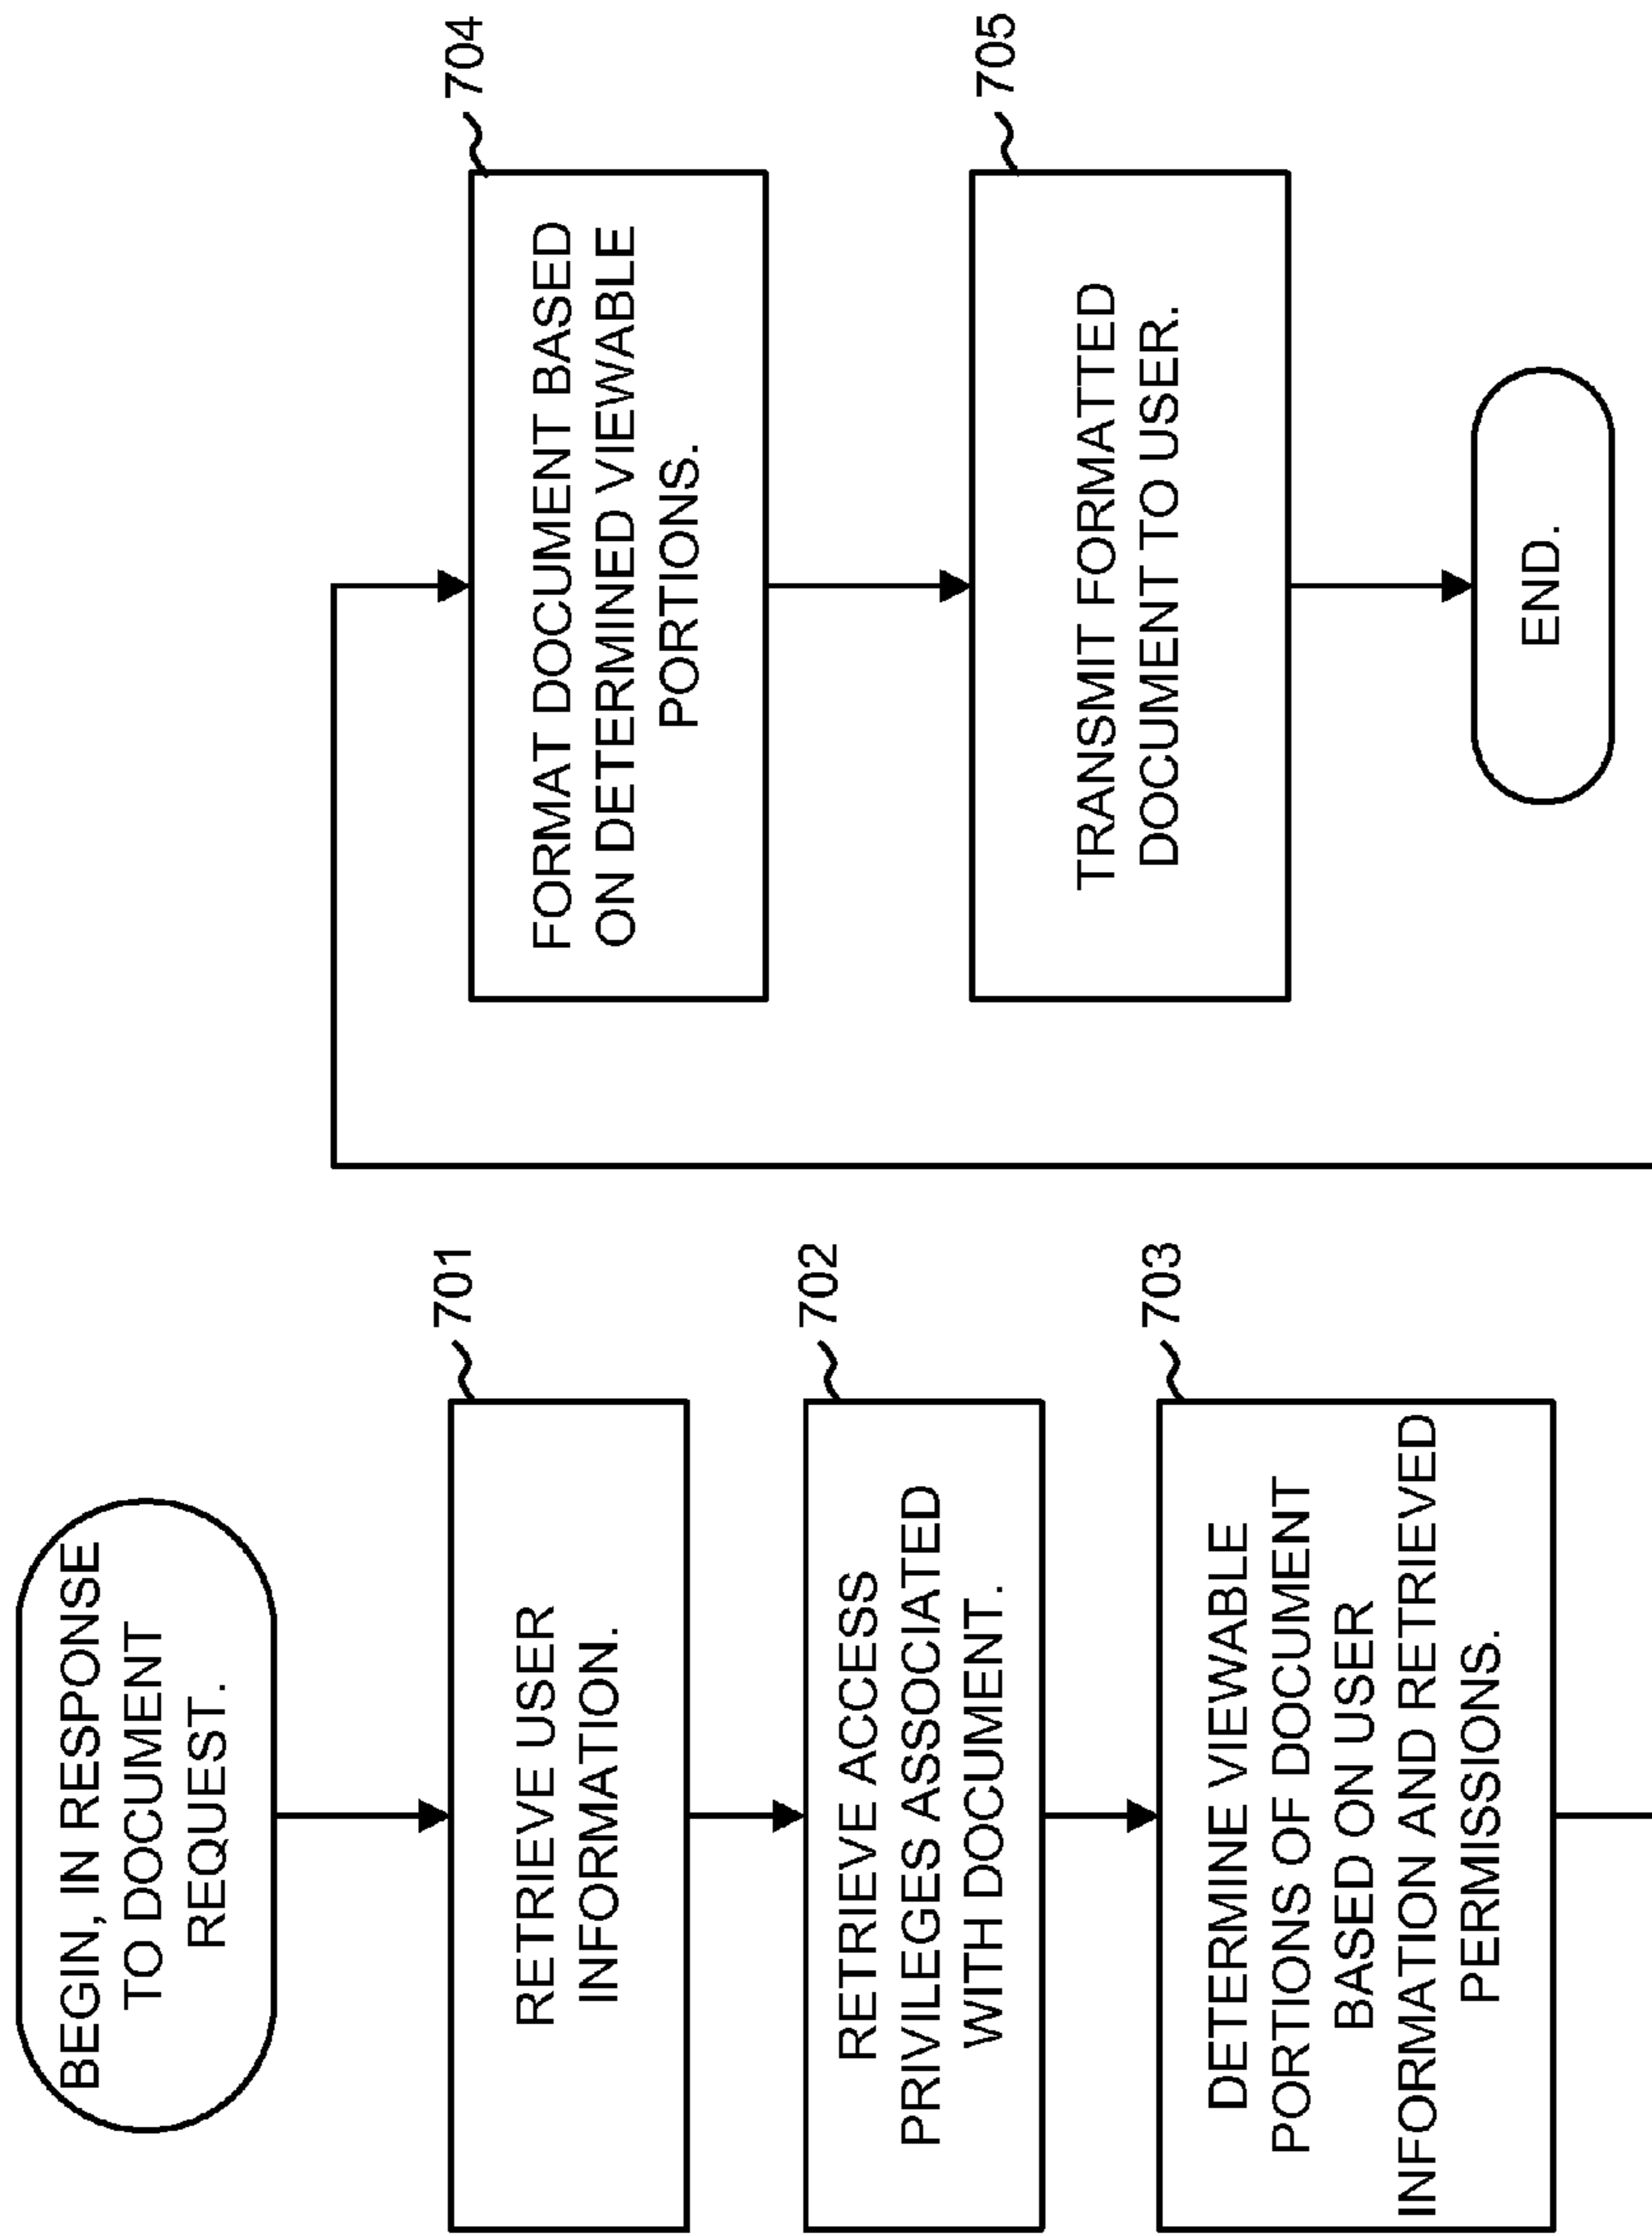 BEGIN, IN RESPONSE
TO DOCUMENT
REQUEST.
701
RETRIEVE USER
INFORMATION.
702
RETRIEVE ACCESS
PRIVILEGES ASSOCIATED
WITH DOCUMENT.
703
DETERMINE VIEWABLE
PORTIONS OF DOCUMENT
BASED ON USER
INFORMATION AND RETRIEVED
PERMISSIONS.
704
FORMAT DOCUMENT BASED
ON DETERMINED VIEWABLE
PORTIONS.
705
TRANSMIT FORMATTED
DOCUMENT TO USER.
END.